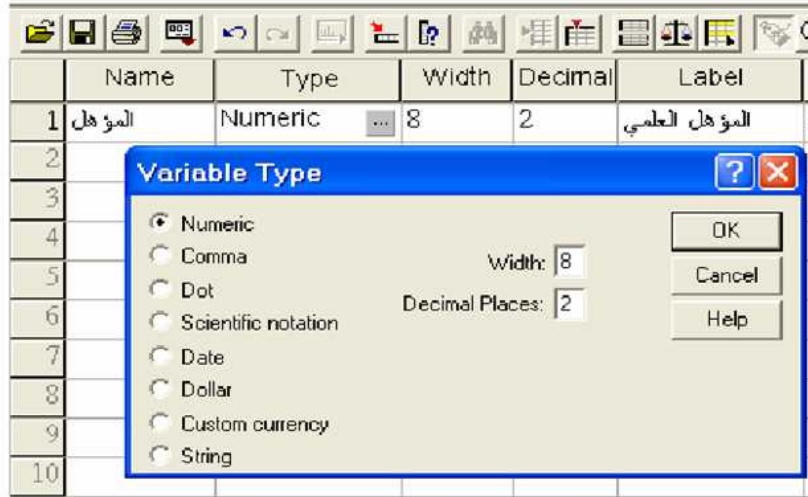 Name Type Width Decimal Label
1 المؤهل Numeric ... 8 2 المؤهل العلمي
2
Variable Type
3
Numeric OK
4
Comma Width: 8
Cancel
5
Dot Decimal Places: 2
6
Scientific notation Help
7
Date
8
Dollar
9
Custom currency
String
10